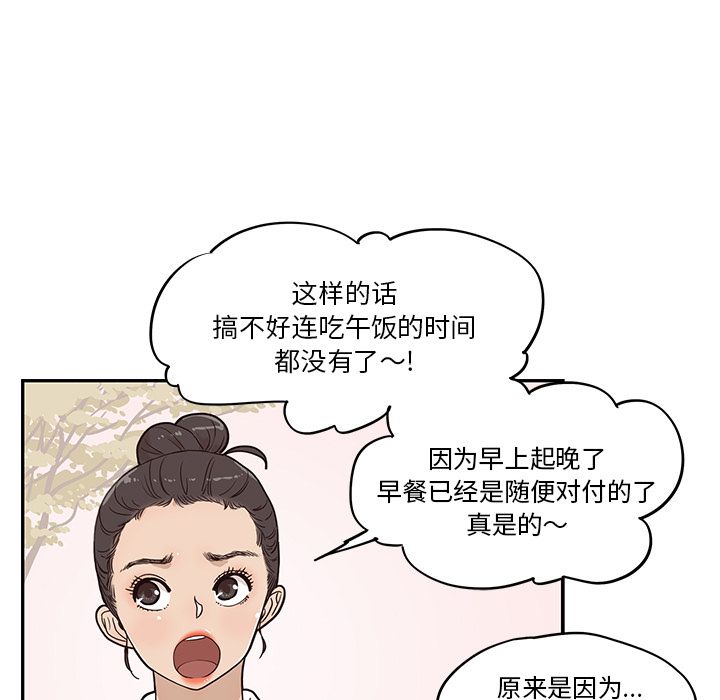 这样的话
搞不好连吃午饭的时间
都没有了～!
因为早上起晚了
早餐已经是随便对付的了
真是的～
原来是因为...